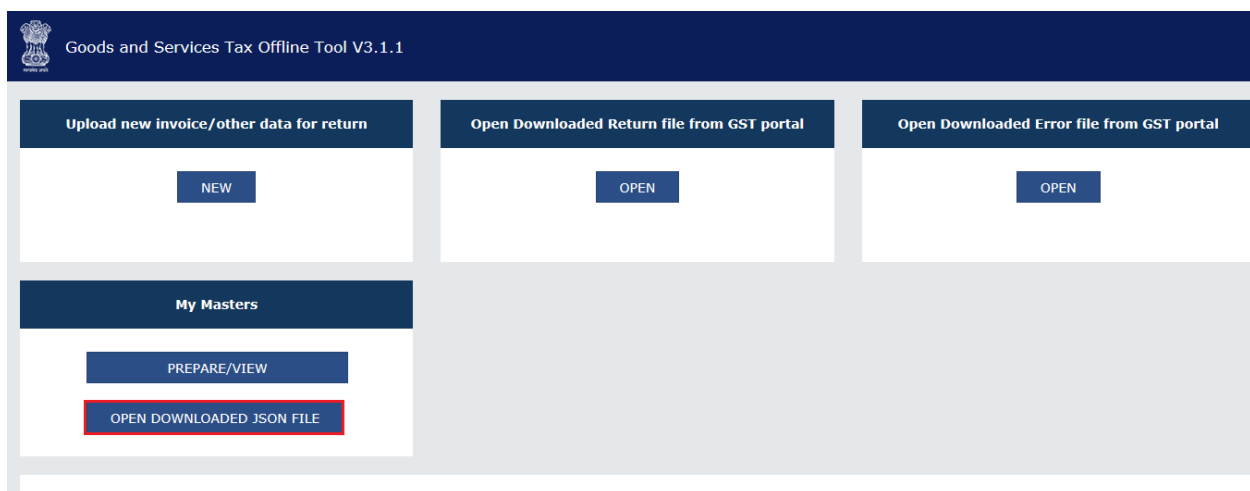 Goods and Services Tax Offline Tool V3.1.1
Upload new invoice/other data for return
NEW
Open Downloaded Return file from GST portal
OPEN
Open Downloaded Error file from GST portal
OPEN
My Masters
PREPARE/VIEW
OPEN DOWNLOADED JSON FILE